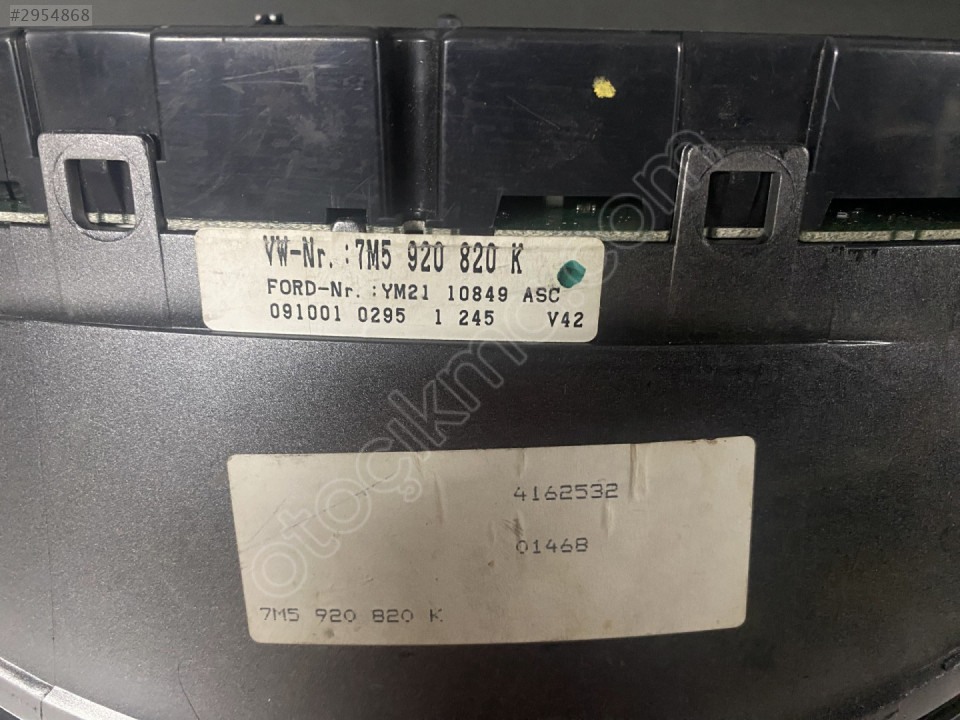 #2954868
VW-Nr.:7M5 920 820 K
FORD-Nr.:YM21 10849 ASC
091001 0295 1 245 V42
otoçıkma.com
4162532
01468
7M5 920 820 K